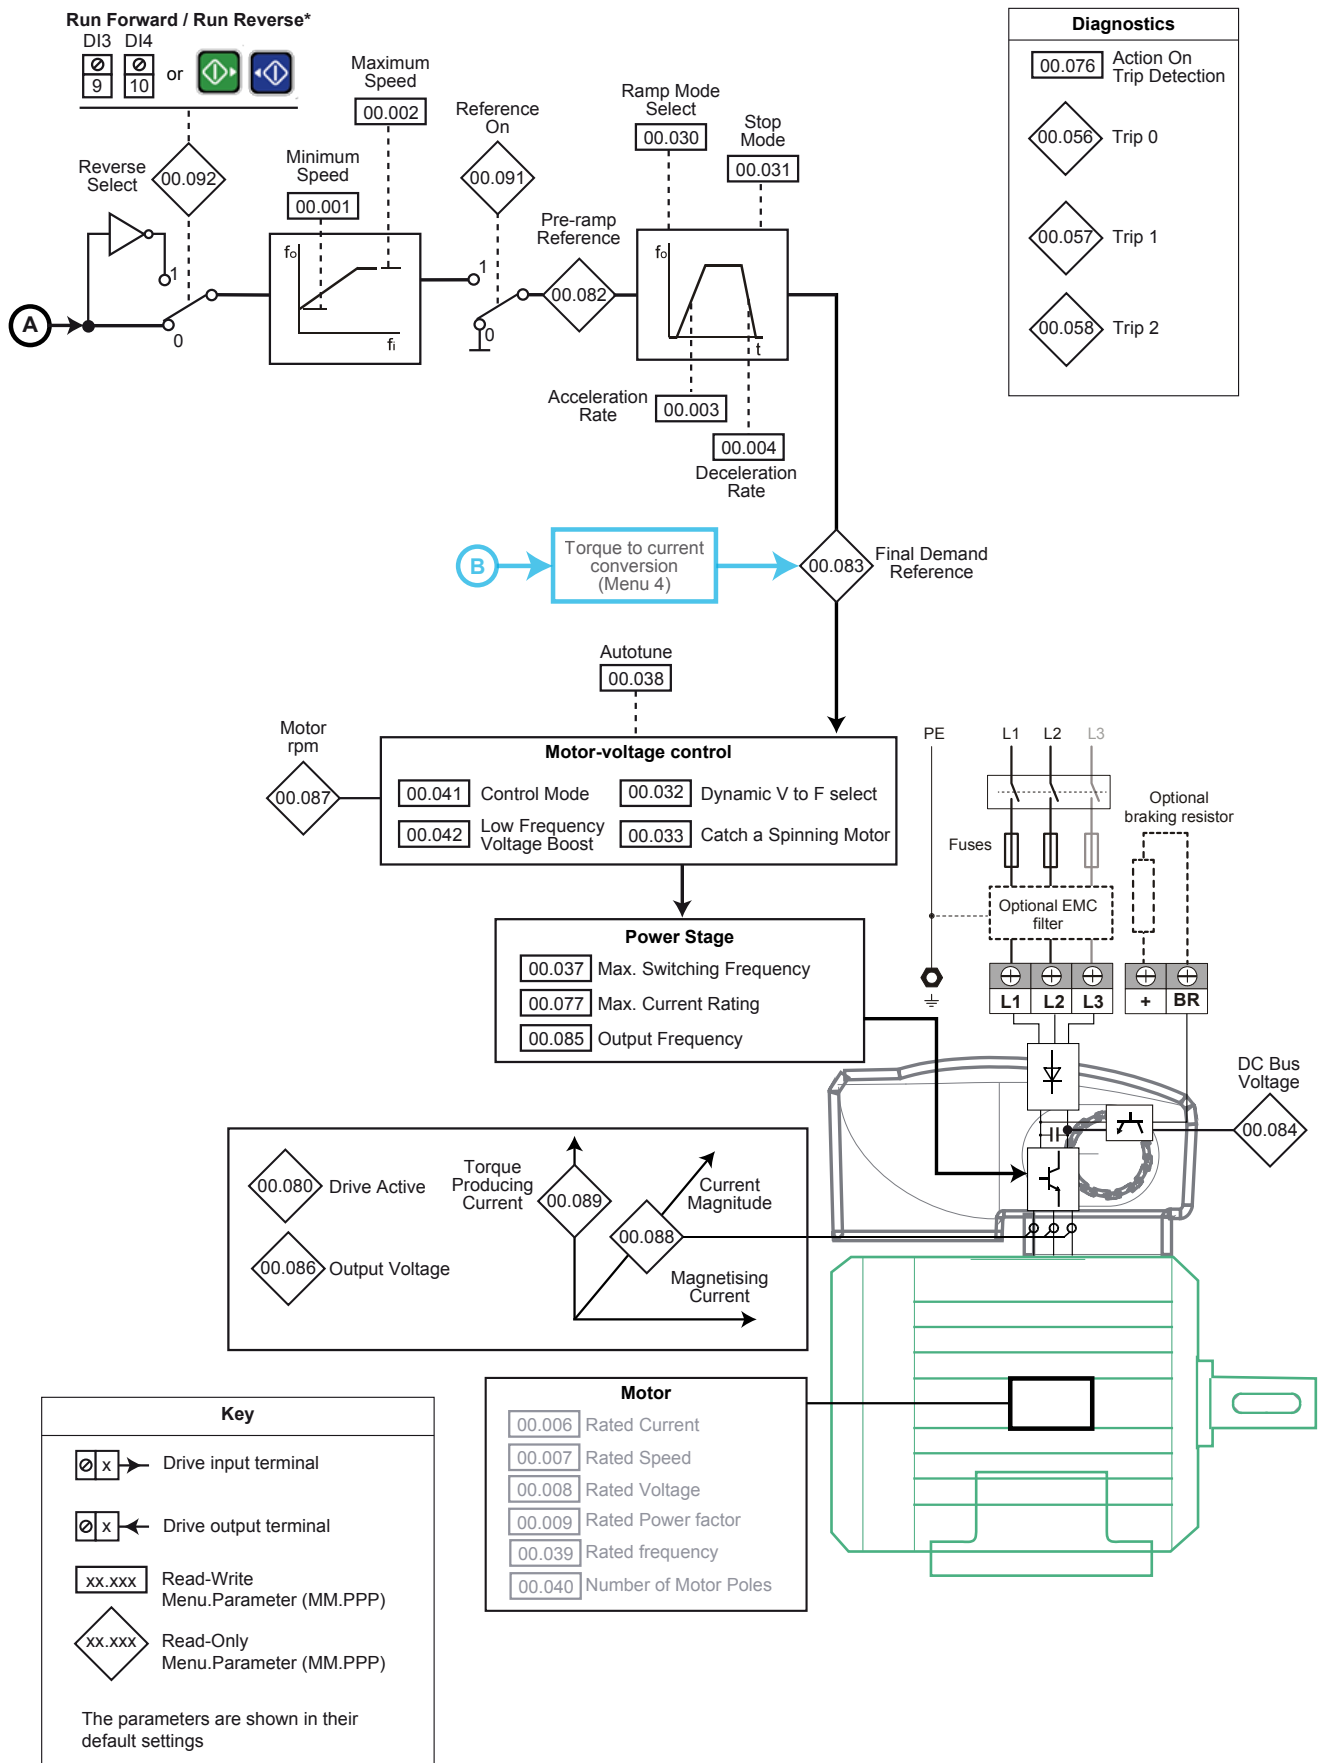 Run Forward / Run Reverse*
DI3 DI4
9 10 or
Reverse
Select
00.092
Minimum
Speed
00.001
Maximum
Speed
00.002
Reference
On
00.091
Pre-ramp
Reference
00.082
Ramp Mode
Select
00.030
Stop
Mode
00.031
A
1
0
fo
fi
1
0
fo
t
Acceleration
Rate
00.003
00.004
Deceleration
Rate
Diagnostics
00.076 Action On
Trip Detection
00.056 Trip 0
00.057 Trip 1
00.058 Trip 2
B
Torque to current
conversion
(Menu 4)
00.083
Final Demand
Reference
Autotune
00.038
Motor
rpm
00.087
Motor-voltage control
00.041 Control Mode
00.032 Dynamic V to F select
00.042 Low Frequency
Voltage Boost
00.033 Catch a Spinning Motor
Power Stage
00.037 Max. Switching Frequency
00.077 Max. Current Rating
00.085 Output Frequency
PE L1 L2 L3
Fuses
Optional
braking resistor
Optional EMC
filter
L1 L2 L3 + BR
DC Bus
Voltage
00.084
00.080 Drive Active
00.086 Output Voltage
Torque
Producing
Current
00.089
Current
Magnitude
00.088
Magnetising
Current
Motor
00.006 Rated Current
00.007 Rated Speed
00.008 Rated Voltage
00.009 Rated Power factor
00.039 Rated frequency
00.040 Number of Motor Poles
Key
x Drive input terminal
x Drive output terminal
xx.xxx Read-Write
Menu.Parameter (MM.PPP)
xx.xxx Read-Only
Menu.Parameter (MM.PPP)
The parameters are shown in their
default settings